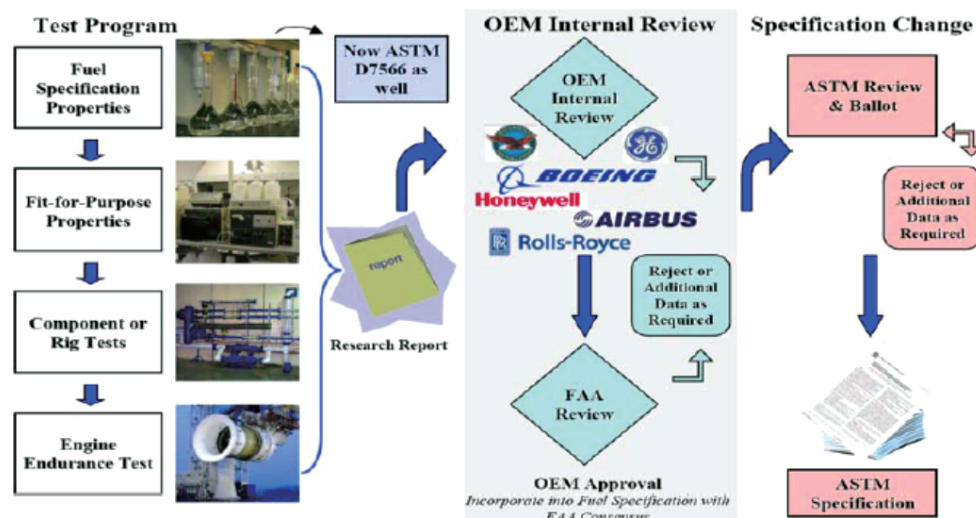 Test Program
Fuel
Specification
Properties
Fit-for-Purpose
Properties
Component or
Rig Tests
Engine
Endurance Test
Now ASTM
D7566 as
well
report
Research Report
OEM Internal Review
OEM
Internal
Review
GE
BOEING
Honeywell
AIRBUS
Rolls-Royce
Reject or
Additional
Data as
Required
FAA
Review
OEM Approval
Incorporate into Fuel Specification with
FAA Consensus
Specification Change
ASTM Review
& Ballot
Reject or
Additional
Data as
Required
ASTM
Specification